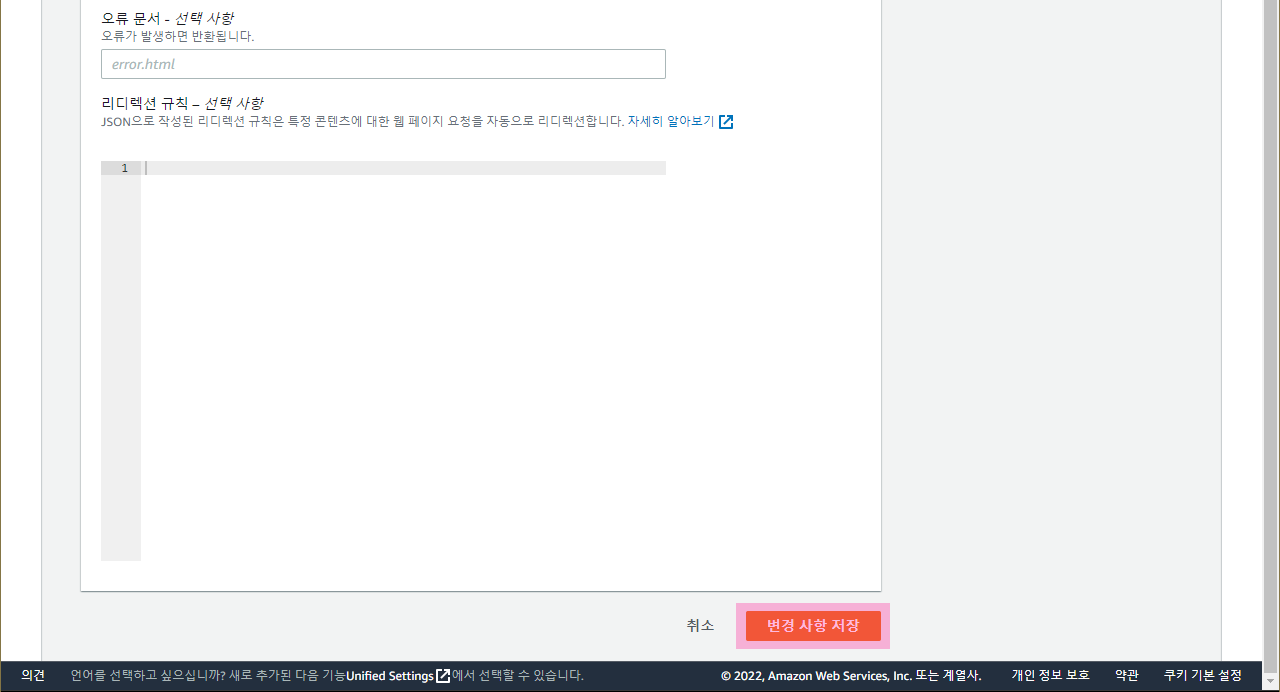 오류 문서 - 선택 사항
오류가 발생하면 반환됩니다.
error.html
리디렉션 규칙 – 선택 사항
JSON으로 작성된 리디렉션 규칙은 특정 콘텐츠에 대한 웹 페이지 요청을 자동으로 리디렉션합니다. 자세히 알아보기
1
취소 변경 사항 저장
의견 언어를 선택하고 싶으십니까? 새로 추가된 다음 기능Unified Settings에서 선택할 수 있습니다. © 2022, Amazon Web Services, Inc. 또는 계열사. 개인 정보 보호 약관 쿠키 기본 설정